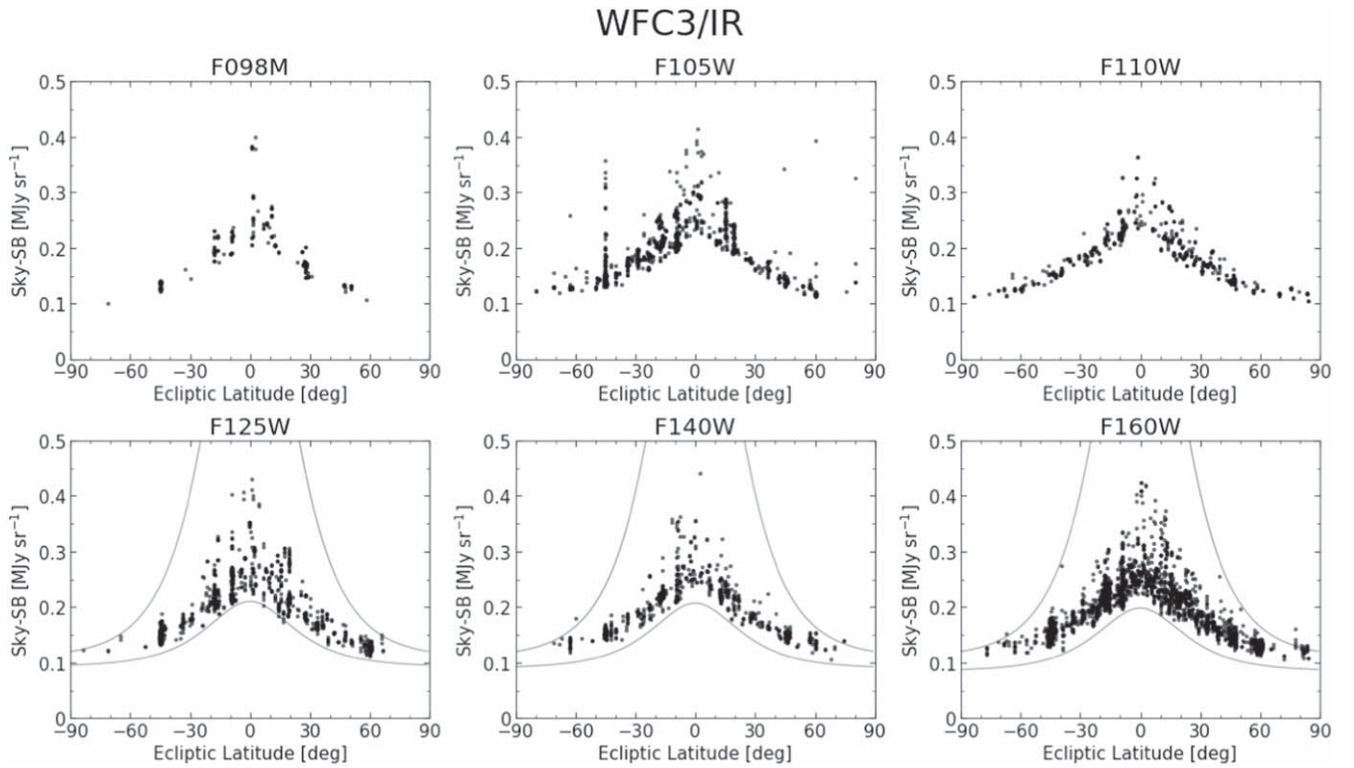 WFC3/IR
F098M
Sky-SB [MJy sr⁻¹]
0.5
0.4
0.3
0.2
0.1
0
−90 −60 −30 0 30 60 90
Ecliptic Latitude [deg]
F105W
Sky-SB [MJy sr⁻¹]
0.5
0.4
0.3
0.2
0.1
0
−90 −60 −30 0 30 60 90
Ecliptic Latitude [deg]
F110W
Sky-SB [MJy sr⁻¹]
0.5
0.4
0.3
0.2
0.1
0
−90 −60 −30 0 30 60 90
Ecliptic Latitude [deg]
F125W
Sky-SB [MJy sr⁻¹]
0.5
0.4
0.3
0.2
0.1
0
−90 −60 −30 0 30 60 90
Ecliptic Latitude [deg]
F140W
Sky-SB [MJy sr⁻¹]
0.5
0.4
0.3
0.2
0.1
0
−90 −60 −30 0 30 60 90
Ecliptic Latitude [deg]
F160W
Sky-SB [MJy sr⁻¹]
0.5
0.4
0.3
0.2
0.1
0
−90 −60 −30 0 30 60 90
Ecliptic Latitude [deg]